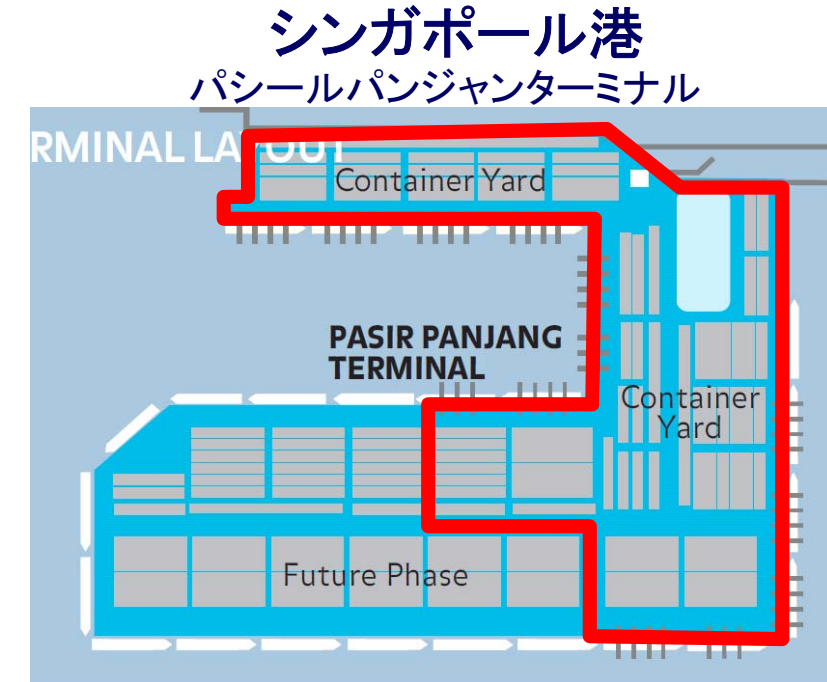 シンガポール港
パシールパンジャンターミナル
RMINAL LAYOUT
Container Yard
PASIR PANJANG
TERMINAL
Container
Yard
Future Phase